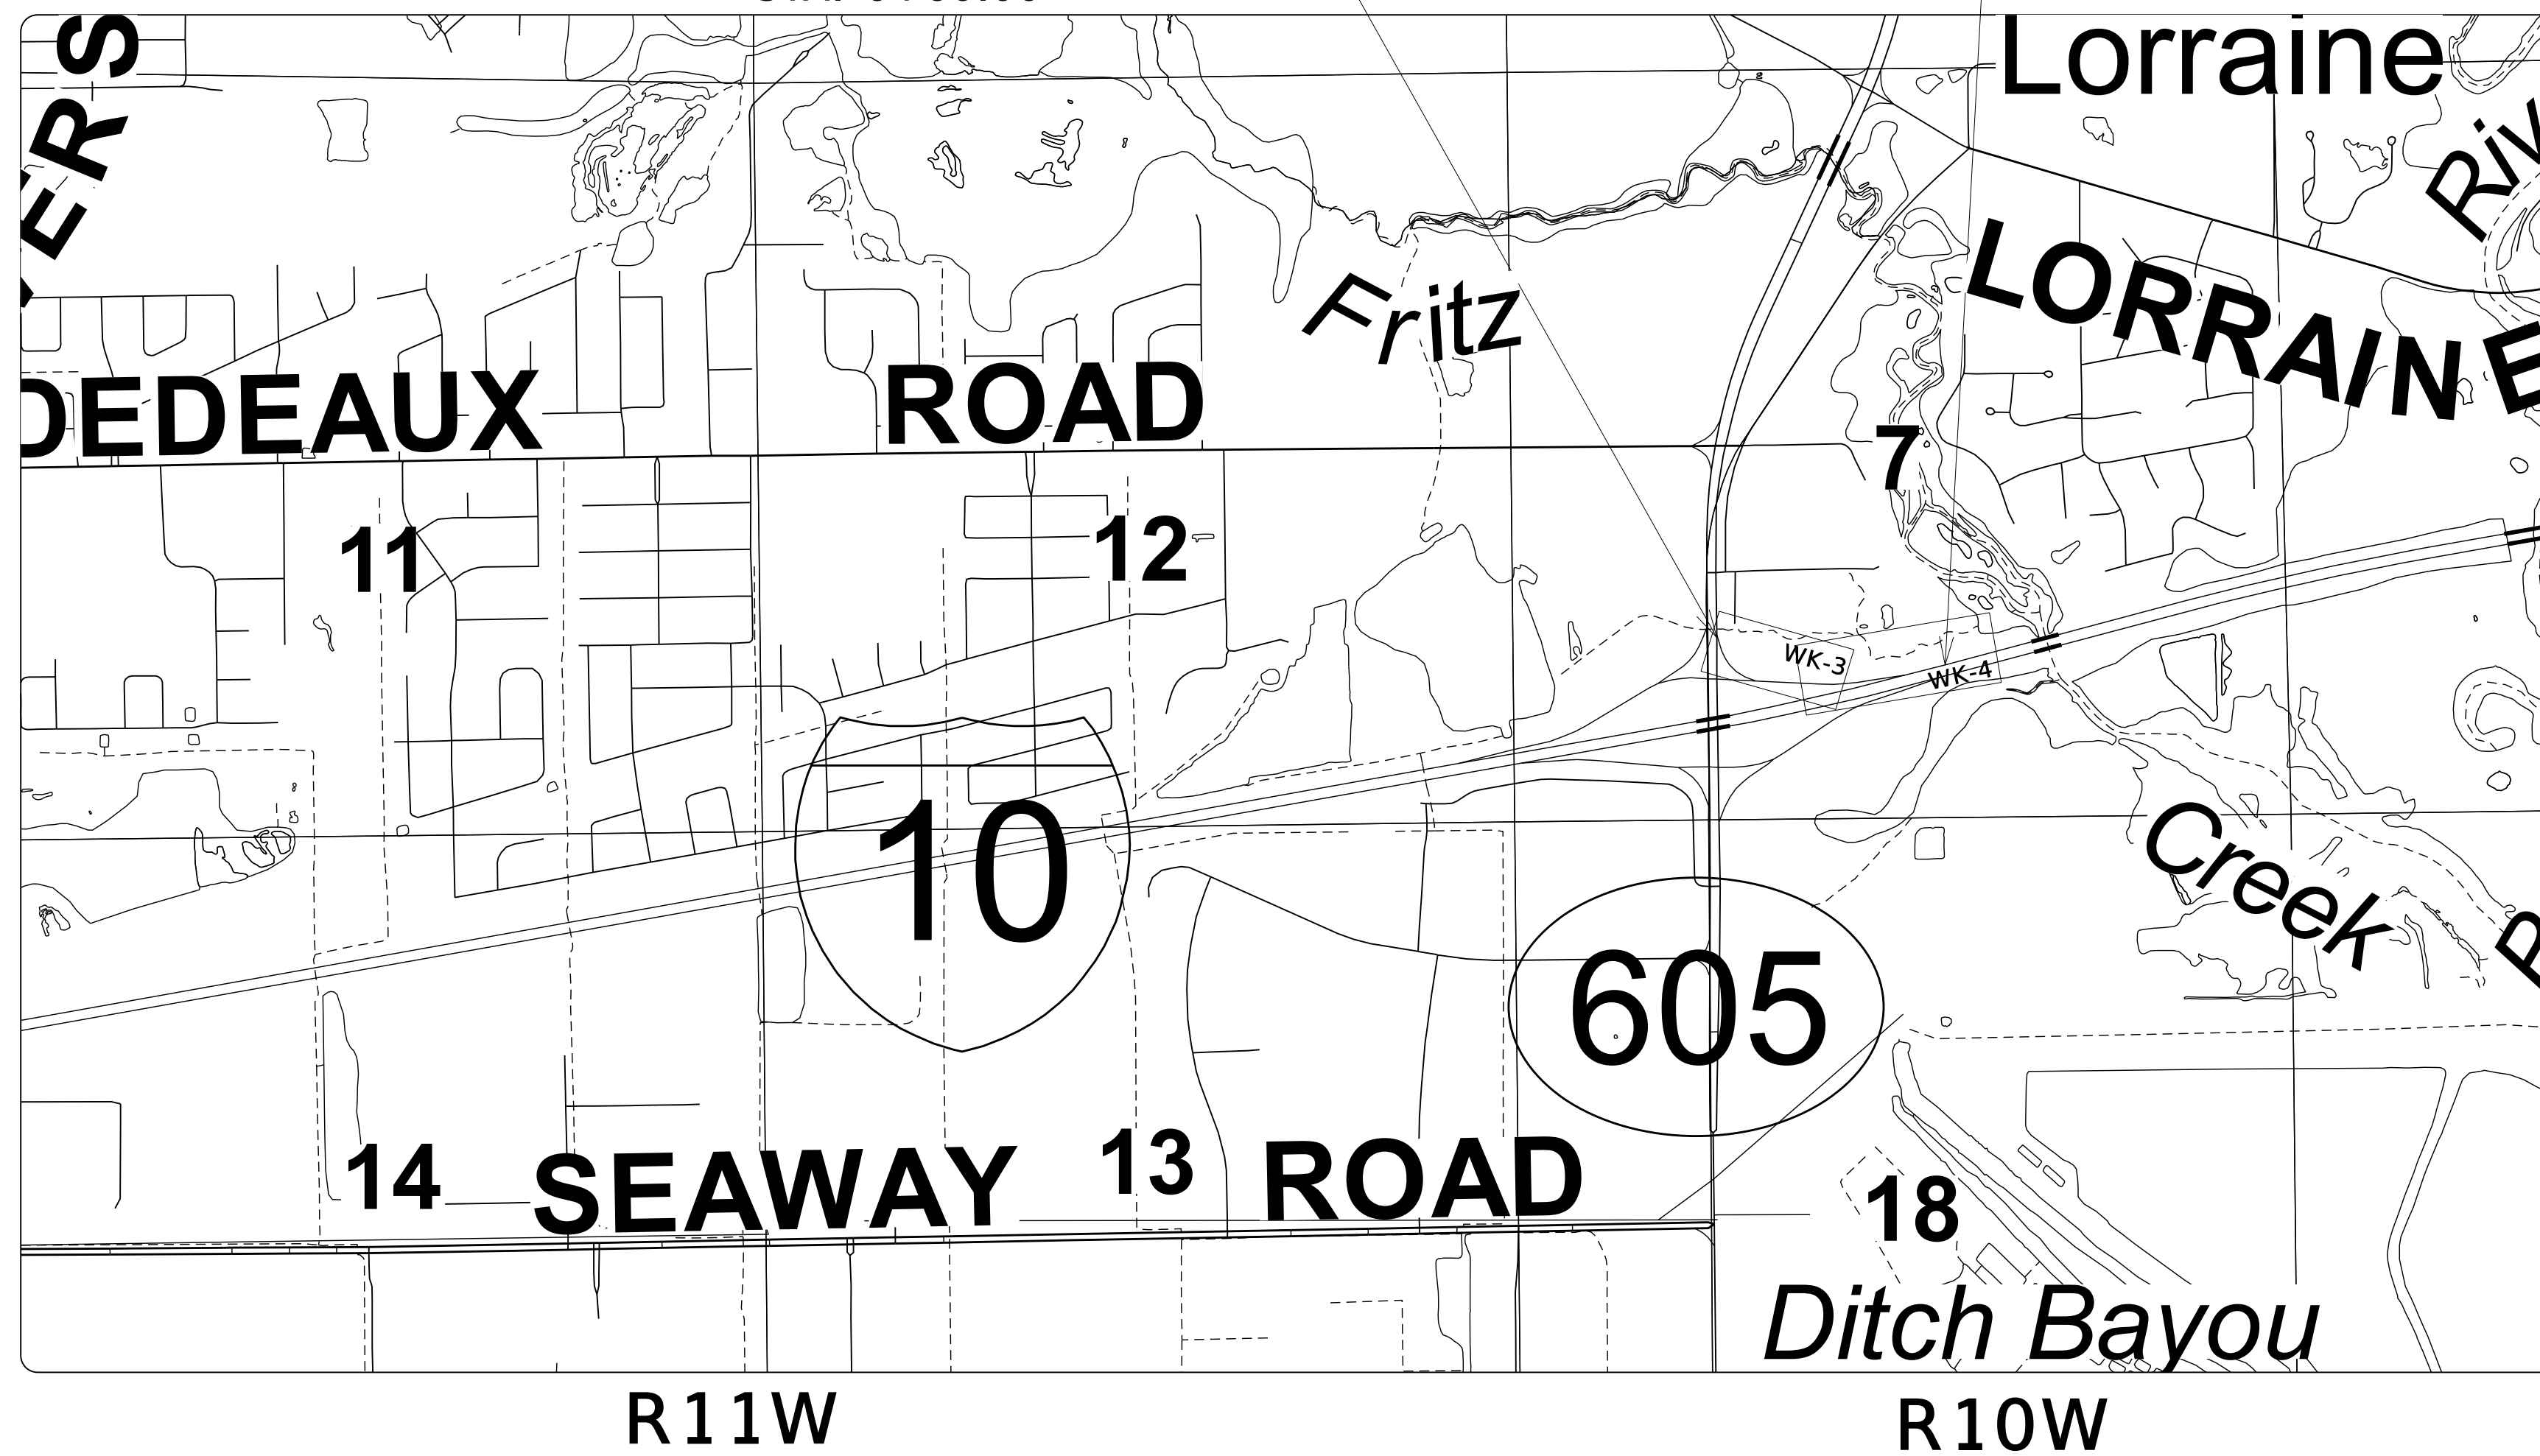 Lorraine
Riv
LORRAINE
Fritz
DEDEAUX ROAD
7
11
12
WK-3
WK-4
10
Creek
605
14
SEAWAY ROAD
13
18
Ditch Bayou
R11W
R10W